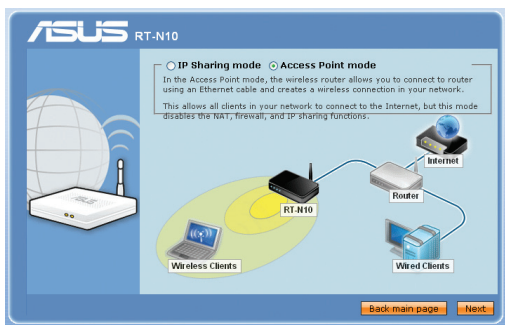 ASUS RT-N10
IP Sharing mode Access Point mode
In the Access Point mode, the wireless router allows you to connect to router
using an Ethernet cable and creates a wireless connection in your network.
This allows all clients in your network to connect to the Internet, but this mode
disables the NAT, firewall, and IP sharing functions.
Internet
Router
RT-N10
Wireless Clients
Wired Clients
Back main page Next